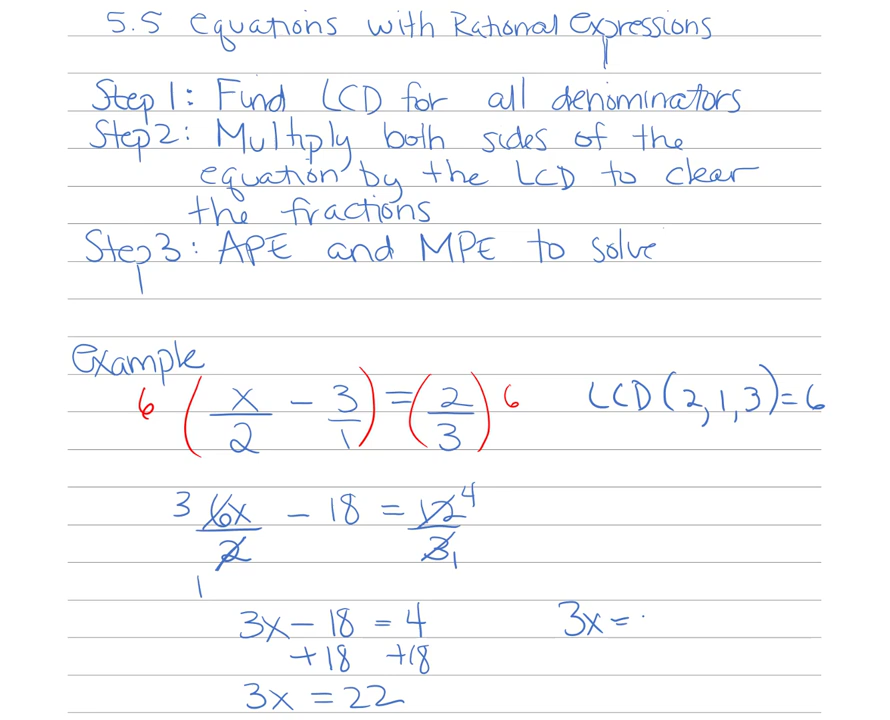 5.5 Equations with Rational Expressions
Step 1: Find LCD for all denominators
Step 2: Multiply both sides of the
equation by the LCD to clear
the fractions
Step 3: APE and MPE to solve
Example
6 ( x/2 - 3/1 ) = ( 2/3 ) 6 LCD (2, 1, 3) = 6
3 6x/2 1 - 18 = 12 4/3 1
3x - 18 = 4 3x =
+18 +18
3x = 22